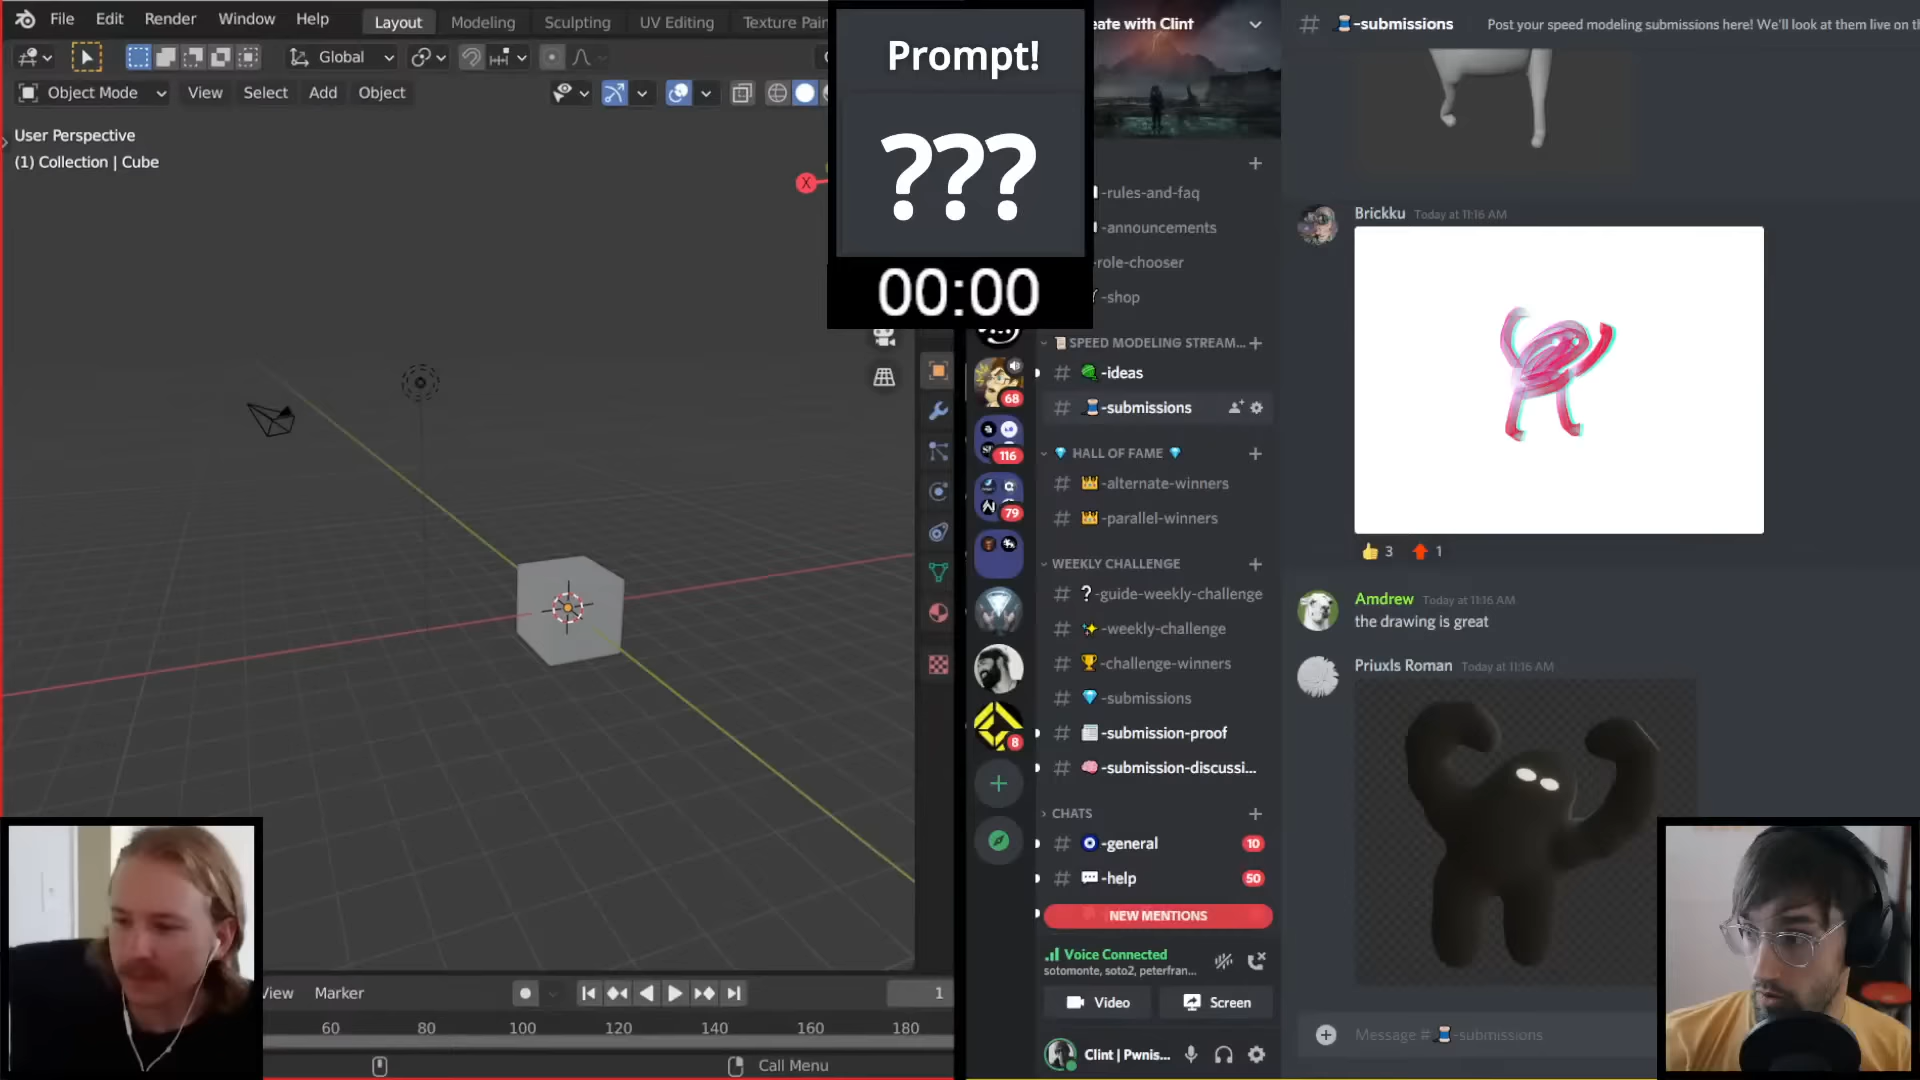 File Edit Render Window Help Layout Modeling Sculpting UV Editing Texture Pain
Global
Object Mode View Select Add Object
User Perspective
(1) Collection | Cube
X
View Marker
1
60 80 100 120 140 160 180
Call Menu
Prompt!
???
00:00
eate with Clint
-rules-and-faq
-announcements
-role-chooser
-shop
SPEED MODELING STREAM...
-ideas
-submissions
HALL OF FAME
-alternate-winners
-parallel-winners
WEEKLY CHALLENGE
?-guide-weekly-challenge
-weekly-challenge
-challenge-winners
-submissions
-submission-proof
-submission-discussi...
CHATS
-general 10
-help 50
NEW MENTIONS
Voice Connected
sotomonte, soto2, peterfran...
Video Screen
Clint | Pwnis...
68
116
79
8
-submissions Post your speed modeling submissions here! We'll look at them live on th
Brickku Today at 11:16 AM
3 1
Amdrew Today at 11:16 AM
the drawing is great
Priuxls Roman Today at 11:16 AM
Message # -submissions